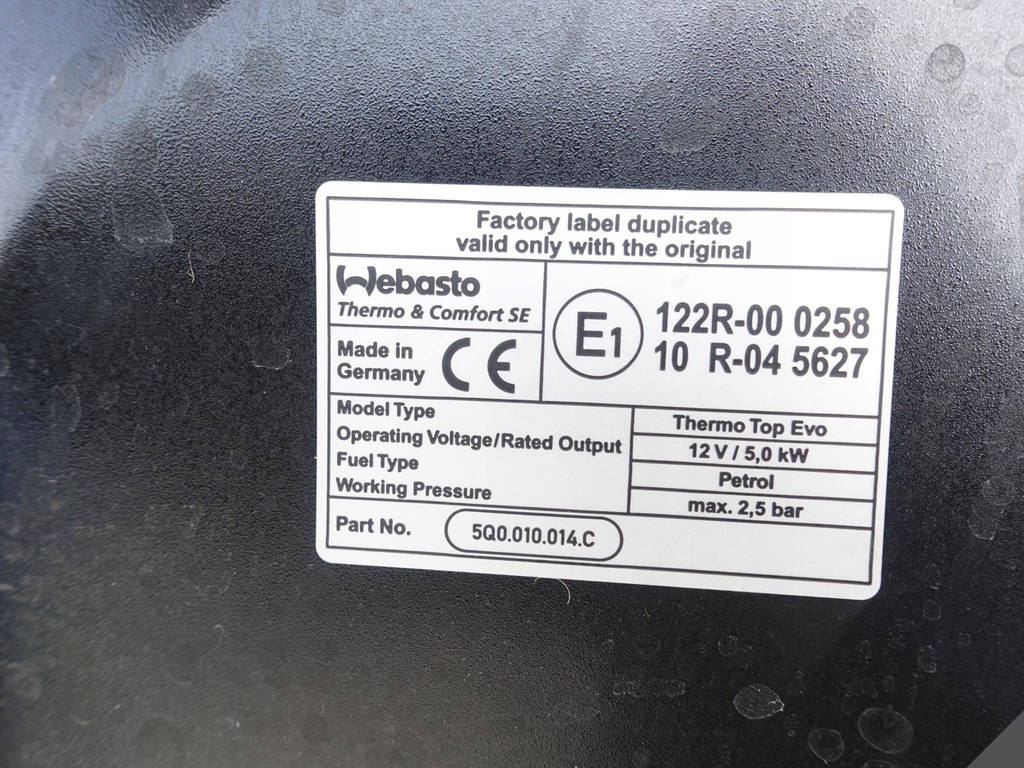 Factory label duplicate
valid only with the original
Webasto
Thermo & Comfort SE
Made in
Germany
CE
E1
122R-00 0258
10 R-04 5627
Model Type
Thermo Top Evo
Operating Voltage/Rated Output
12 V / 5,0 kW
Fuel Type
Petrol
Working Pressure
max. 2,5 bar
Part No.
5Q0.010.014.C